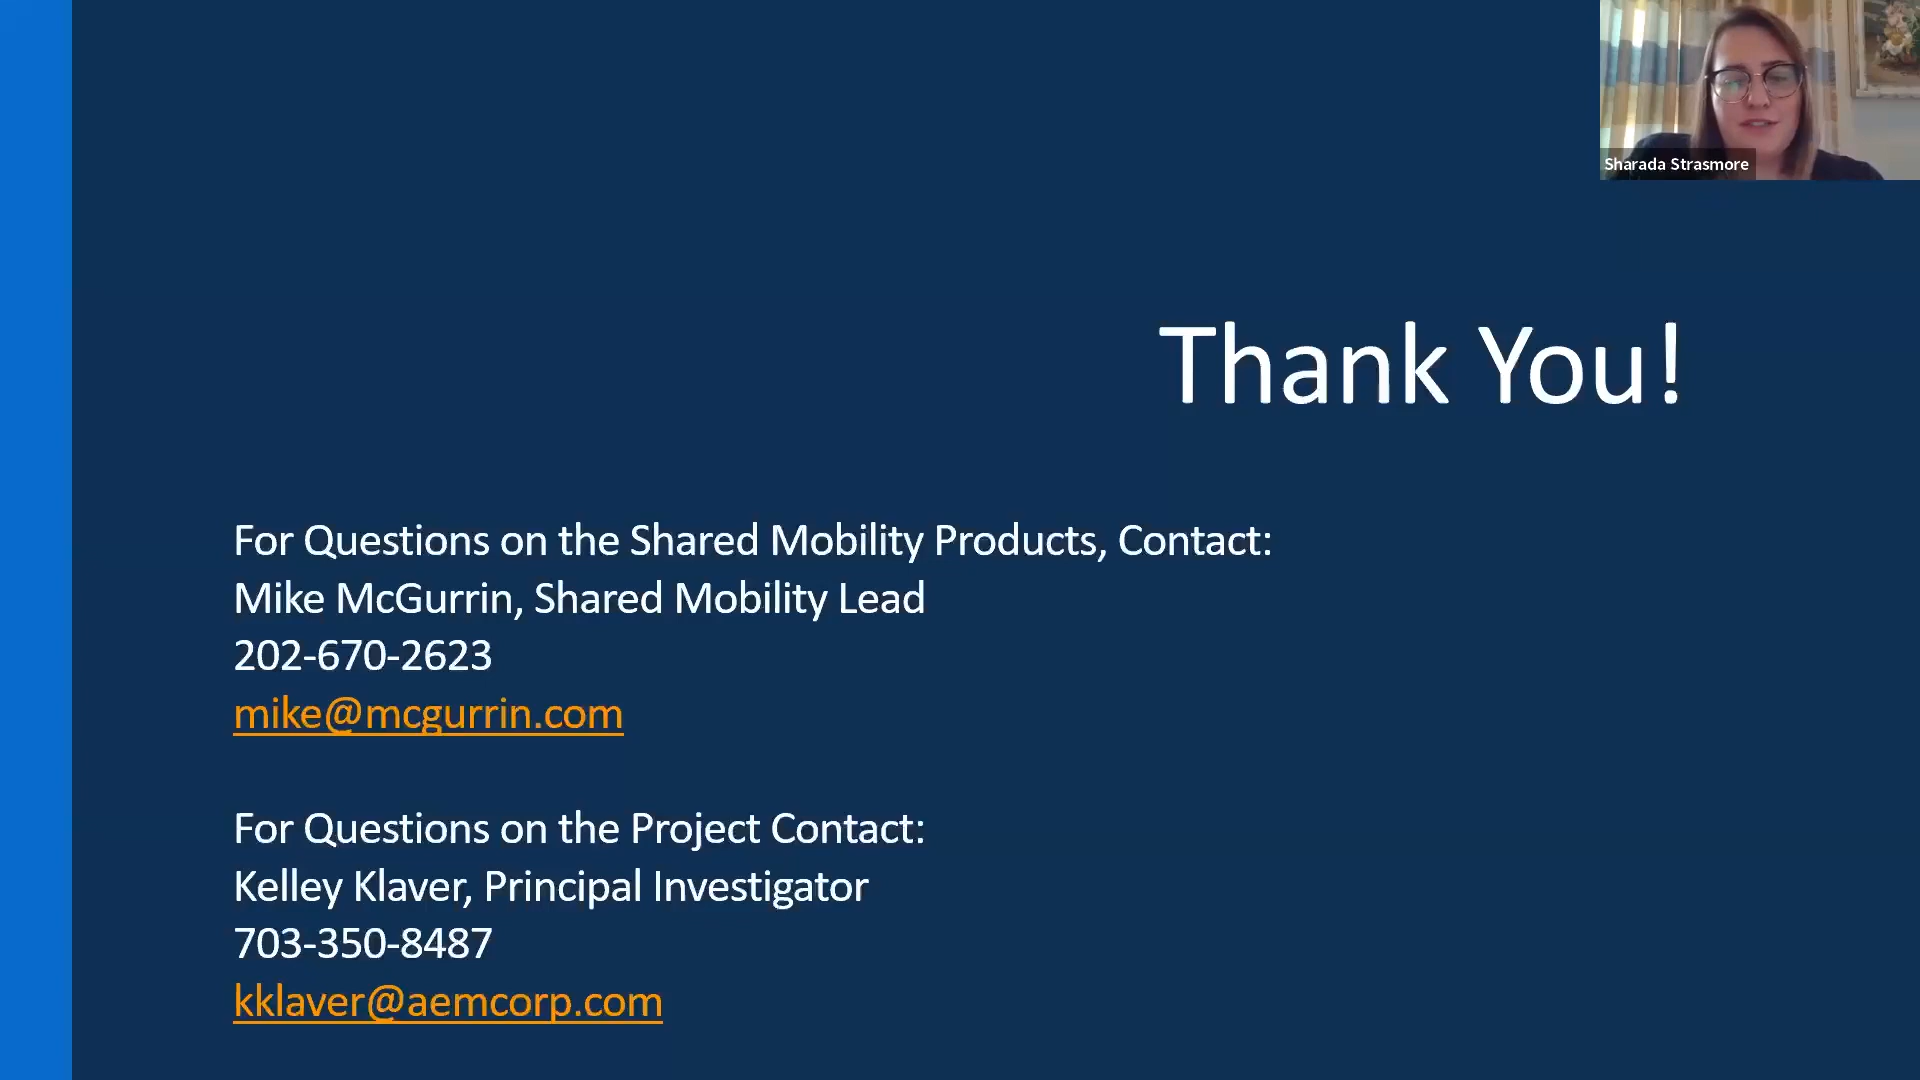 Sharada Strasmore
Thank You!
For Questions on the Shared Mobility Products, Contact:
Mike McGurrin, Shared Mobility Lead
202-670-2623
mike@mcgurrin.com
For Questions on the Project Contact:
Kelley Klaver, Principal Investigator
703-350-8487
kklaver@aemcorp.com